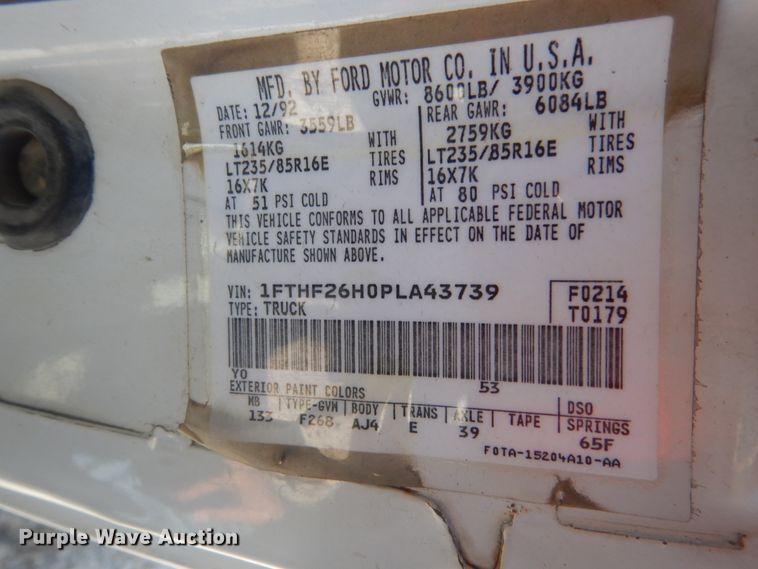 MFD. BY FORD MOTOR CO. IN U.S.A.
DATE: 12/92 GVWR: 8600LB/ 3900KG
FRONT GAWR: 3559LB REAR GAWR: 6084LB
1614KG WITH 2759KG WITH
LT235/85R16E TIRES LT235/85R16E TIRES
16X7K RIMS 16X7K RIMS
AT 51 PSI COLD AT 80 PSI COLD
THIS VEHICLE CONFORMS TO ALL APPLICABLE FEDERAL MOTOR
VEHICLE SAFETY STANDARDS IN EFFECT ON THE DATE OF
MANUFACTURE SHOWN ABOVE.
VIN: 1FTHF26H0PLA43739 F0214
TYPE: TRUCK T0179
YO 53
EXTERIOR PAINT COLORS DSO
WB TYPE-GVW BODY TRANS AXLE TAPE SPRINGS
133 F268 AJ4 E 39 65F
F0TA-15204A10-AA
Purple Wave Auction